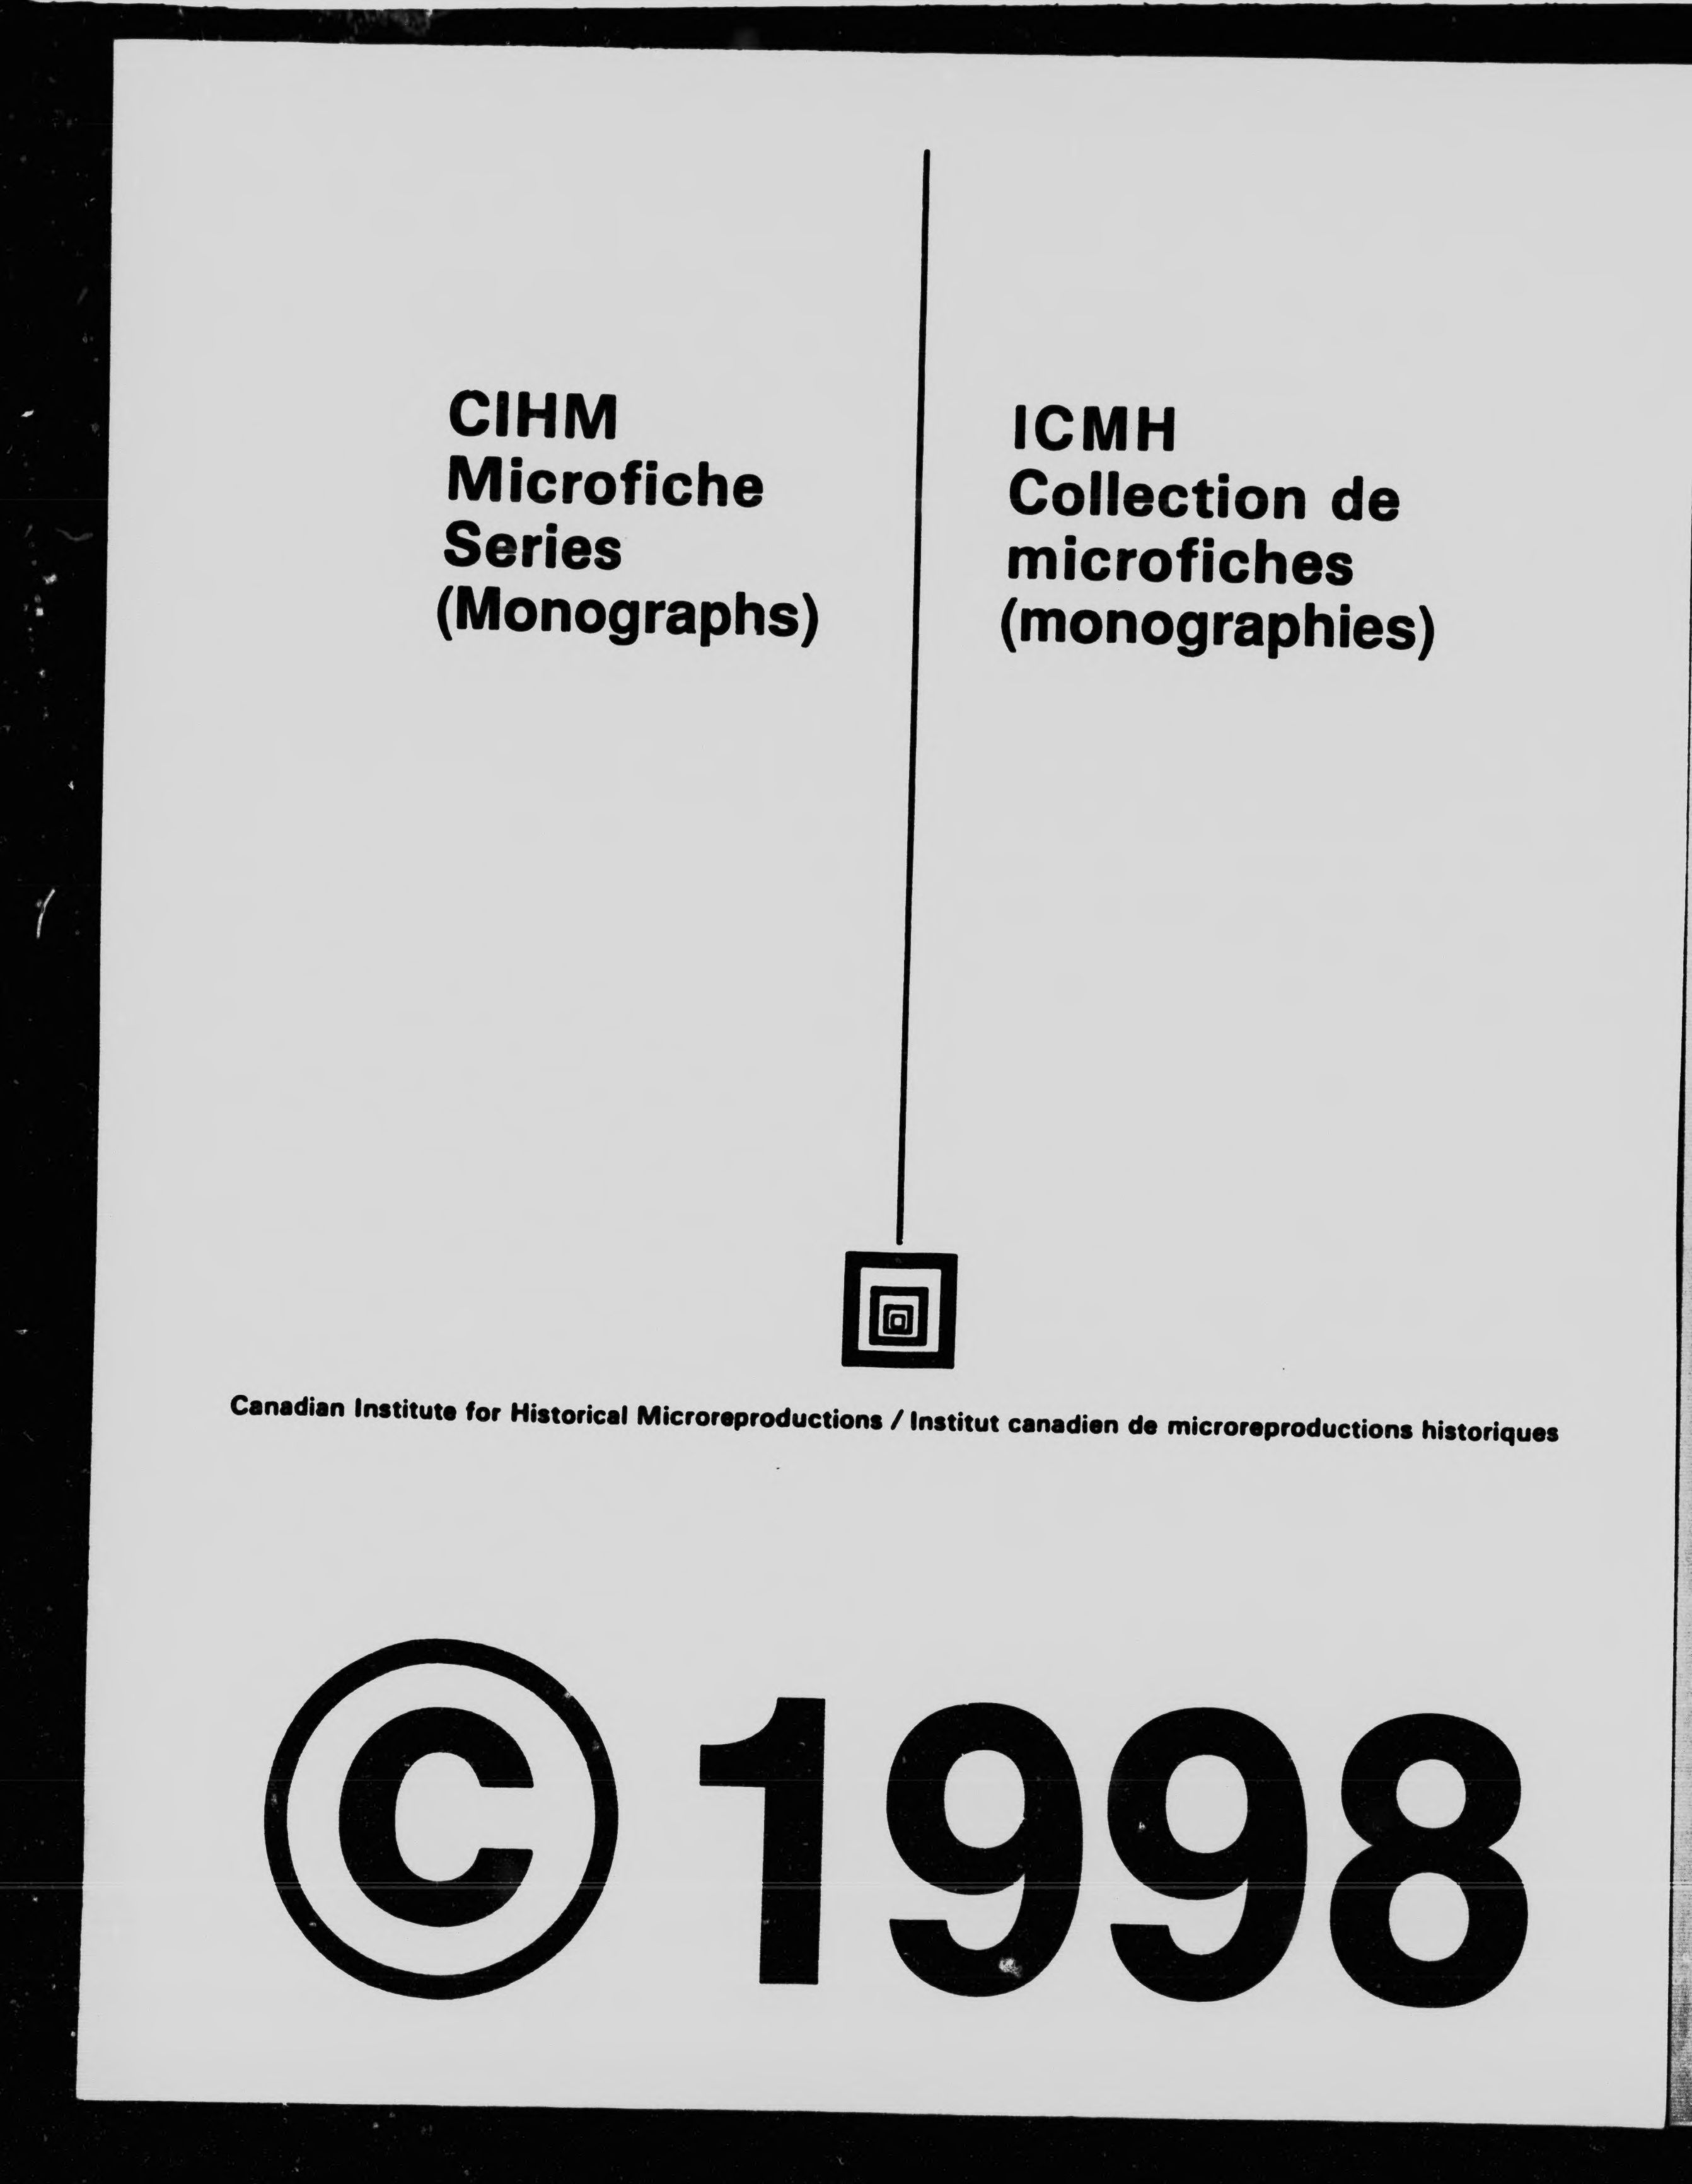 CIHM
Microfiche
Series
(Monographs)
ICMH
Collection de
microfiches
(monographies)
Canadian Institute for Historical Microreproductions / Institut canadien de microreproductions historiques
© 1998